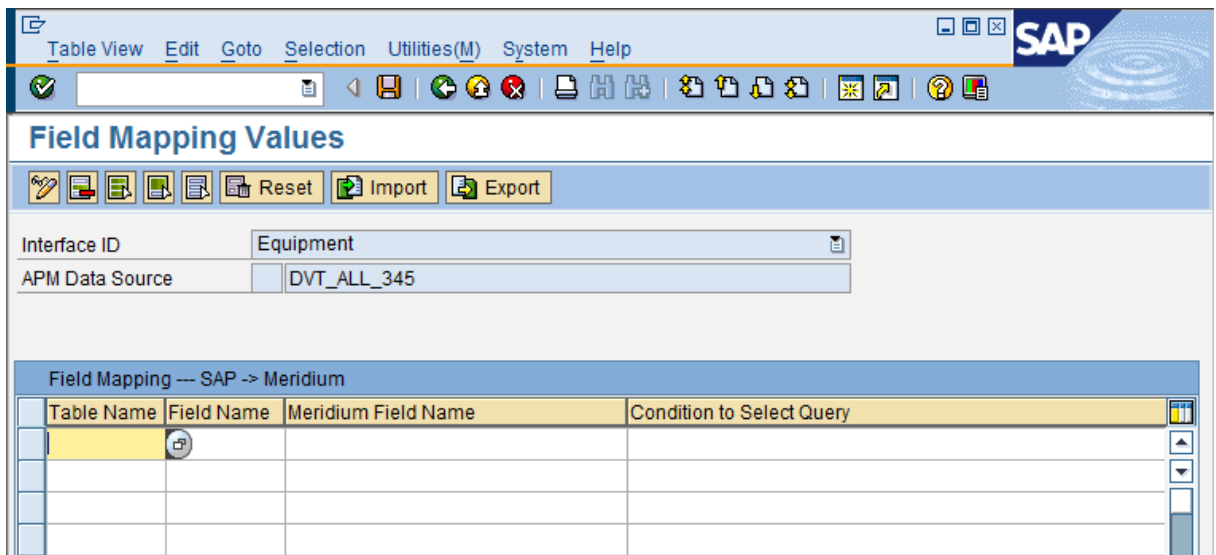 Table View Edit Goto Selection Utilities(M) System Help
SAP
Field Mapping Values
Reset Import Export
Interface ID Equipment
APM Data Source DVT_ALL_345
Field Mapping --- SAP -> Meridium
Table Name Field Name Meridium Field Name Condition to Select Query